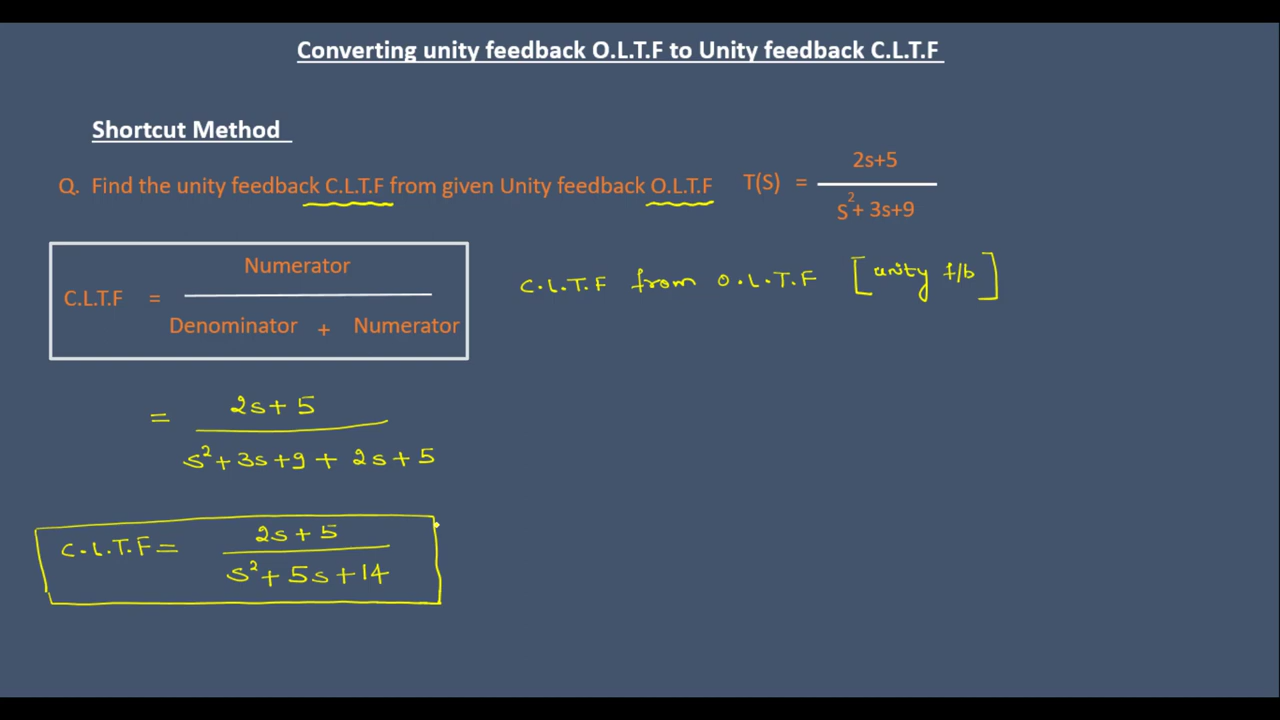 Converting unity feedback O.L.T.F to Unity feedback C.L.T.F
Shortcut Method
Q. Find the unity feedback C.L.T.F from given Unity feedback O.L.T.F T(S) = 2s+5
S²+ 3s+9
C.L.T.F = Numerator
Denominator + Numerator
C.L.T.F from O.L.T.F [unity f/b]
= 2s+5
s²+3s+9 + 2s+5
C.L.T.F = 2s+5
s²+5s+14